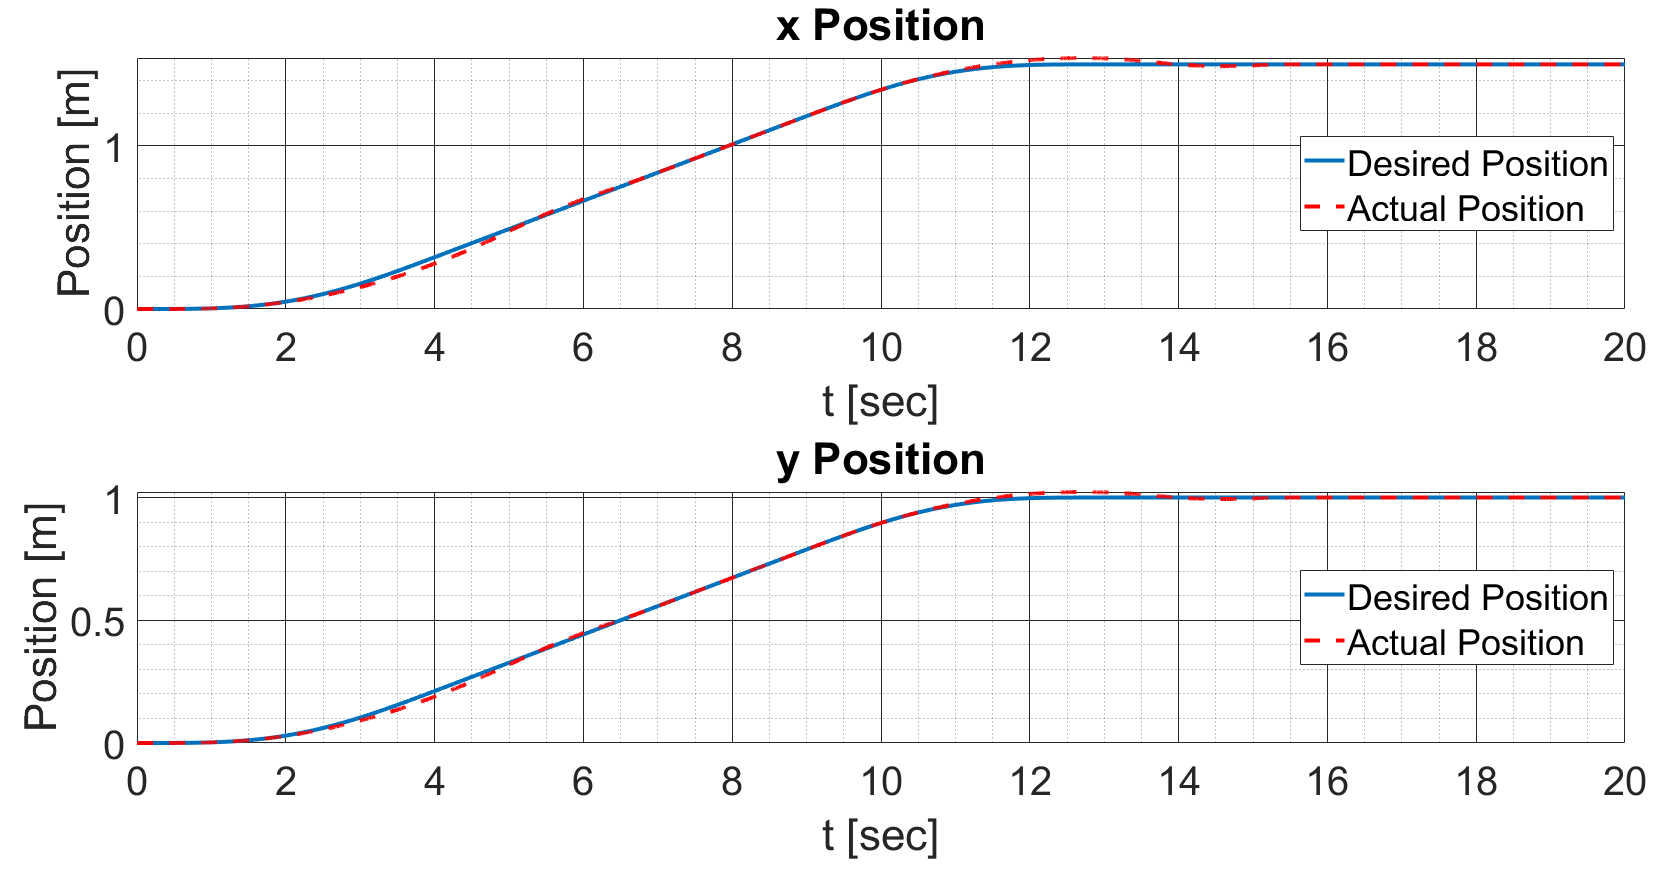 x Position
Position [m]
1
0
Desired Position
Actual Position
0 2 4 6 8 10 12 14 16 18 20
t [sec]
y Position
Position [m]
1
0.5
0
Desired Position
Actual Position
0 2 4 6 8 10 12 14 16 18 20
t [sec]